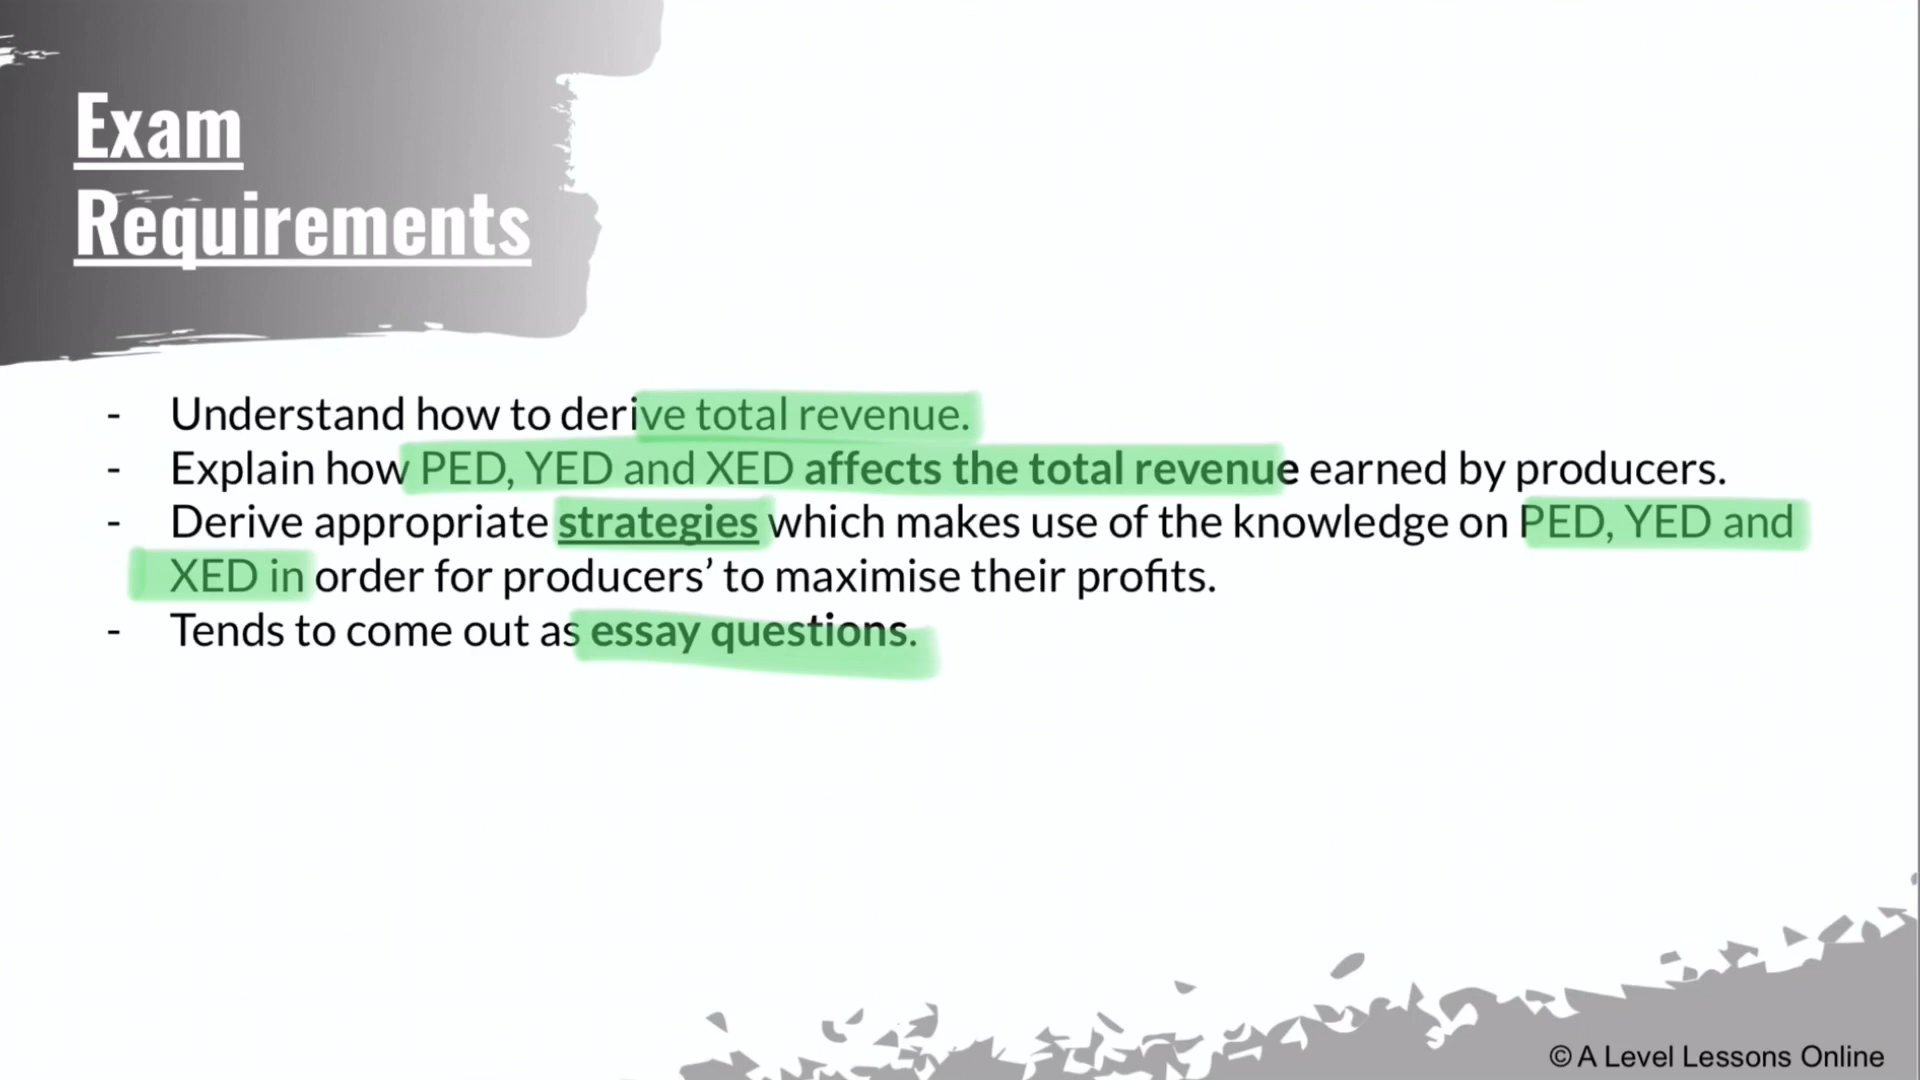 Exam
Requirements
- Understand how to derive total revenue.
- Explain how PED, YED and XED affects the total revenue earned by producers.
- Derive appropriate strategies which makes use of the knowledge on PED, YED and
XED in order for producers’ to maximise their profits.
- Tends to come out as essay questions.
© A Level Lessons Online